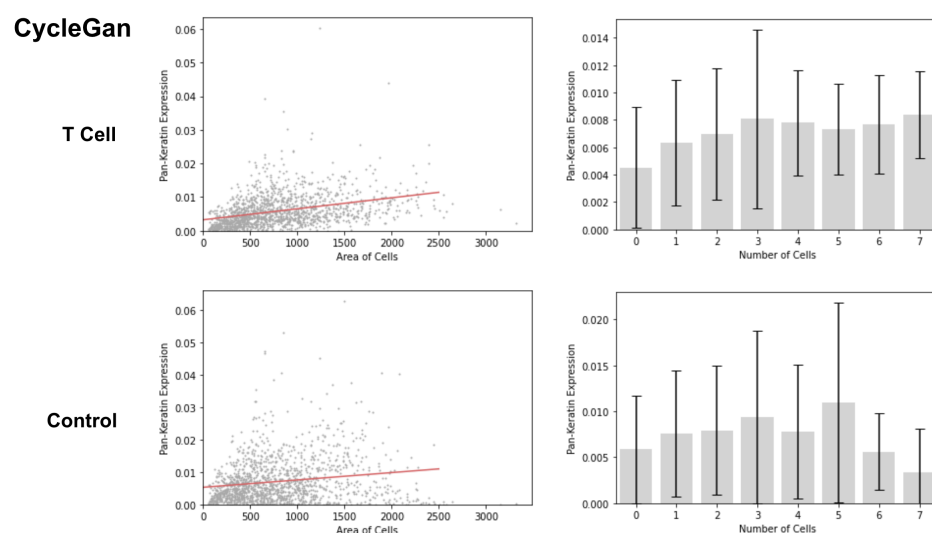 CycleGan
T Cell
Pan-Keratin Expression
0.06
0.05
0.04
0.03
0.02
0.01
0.00
0 500 1000 1500 2000 2500 3000
Area of Cells
Pan-Keratin Expression
0.014
0.012
0.010
0.008
0.006
0.004
0.002
0.000
0 1 2 3 4 5 6 7
Number of Cells
Control
Pan-Keratin Expression
0.06
0.05
0.04
0.03
0.02
0.01
0.00
0 500 1000 1500 2000 2500 3000
Area of Cells
Pan-Keratin Expression
0.020
0.015
0.010
0.005
0.000
0 1 2 3 4 5 6 7
Number of Cells